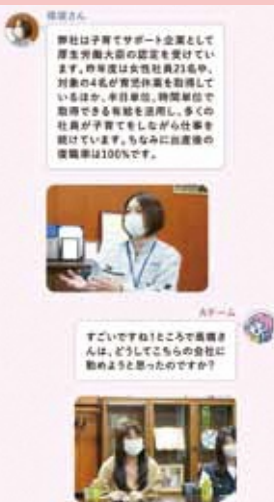 弊社は子育てサポート企業として
厚生労働大臣の認定を受けてい
ます。昨年度は女性社員21名や、
対象の4名が育児休業を取得して
いるほか、半日単位、時間単位で
取得できる有給を活用し、多くの
社員が子育てをしながら仕事を
続けています。ちなみに出産後の
復職率は100%です。
Aチーム
すごいですね！ところで
んは、どうしてこちらの会社に
勤めようと思ったのですか？